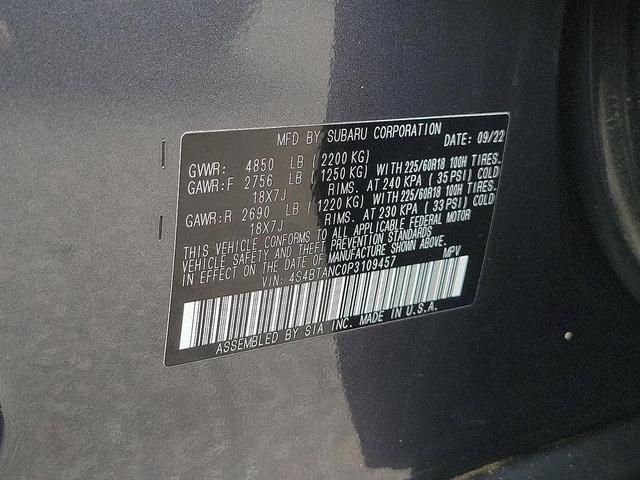 MFD BY SUBARU CORPORATION DATE: 09/22
GVWR: 4850 LB (2200 KG)
GAWR:F 2756 LB (1250 KG) WITH 225/60R18 100H TIRES.
18X7J RIMS. AT 240 KPA (35 PSI) COLD
GAWR:R 2690 LB (1220 KG) WITH 225/60R18 100H TIRES.
18X7J RIMS. AT 230 KPA (33 PSI) COLD
THIS VEHICLE CONFORMS TO ALL APPLICABLE FEDERAL MOTOR
VEHICLE SAFETY AND THEFT PREVENTION STANDARDS
IN EFFECT ON THE DATE OF MANUFACTURE SHOWN ABOVE.
VIN: 4S4BTANC0P3109457 MPV
ASSEMBLED BY SIA INC. MADE IN U.S.A.